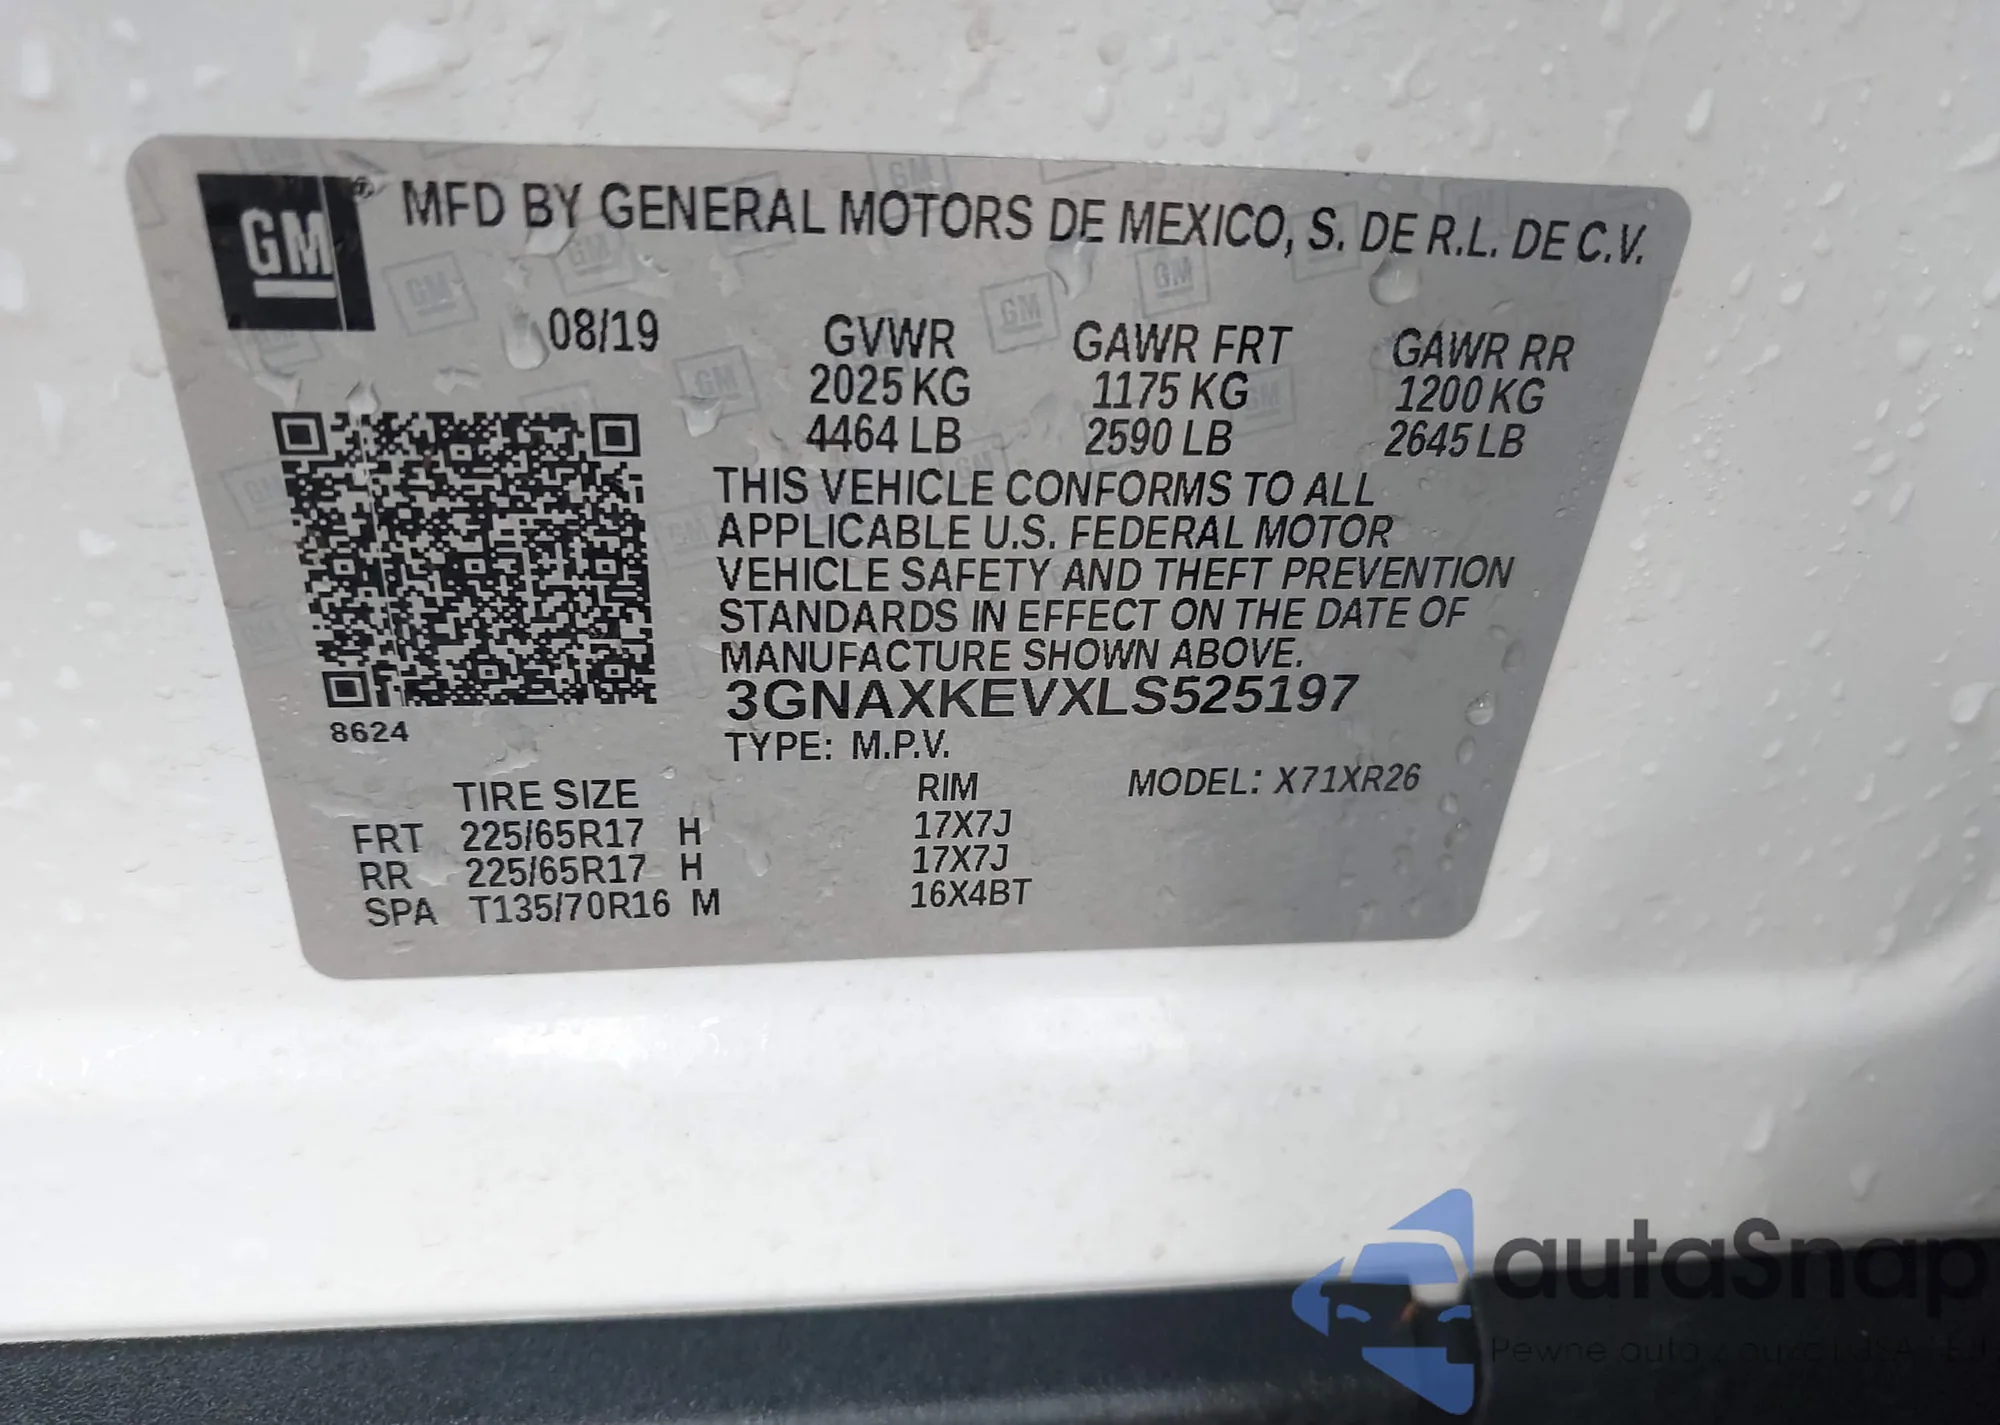 GM ® MFD BY GENERAL MOTORS DE MEXICO, S. DE R.L. DE C.V.
08/19 GVWR GAWR FRT GAWR RR
2025 KG 1175 KG 1200 KG
4464 LB 2590 LB 2645 LB
THIS VEHICLE CONFORMS TO ALL
APPLICABLE U.S. FEDERAL MOTOR
VEHICLE SAFETY AND THEFT PREVENTION
STANDARDS IN EFFECT ON THE DATE OF
MANUFACTURE SHOWN ABOVE.
3GNAXKEVXLS525197
8624
TYPE: M.P.V.
TIRE SIZE RIM MODEL: X71XR26
FRT 225/65R17 H 17X7J
RR 225/65R17 H 17X7J
SPA T135/70R16 M 16X4BT
autaSnap
Pewne auto z aukcji